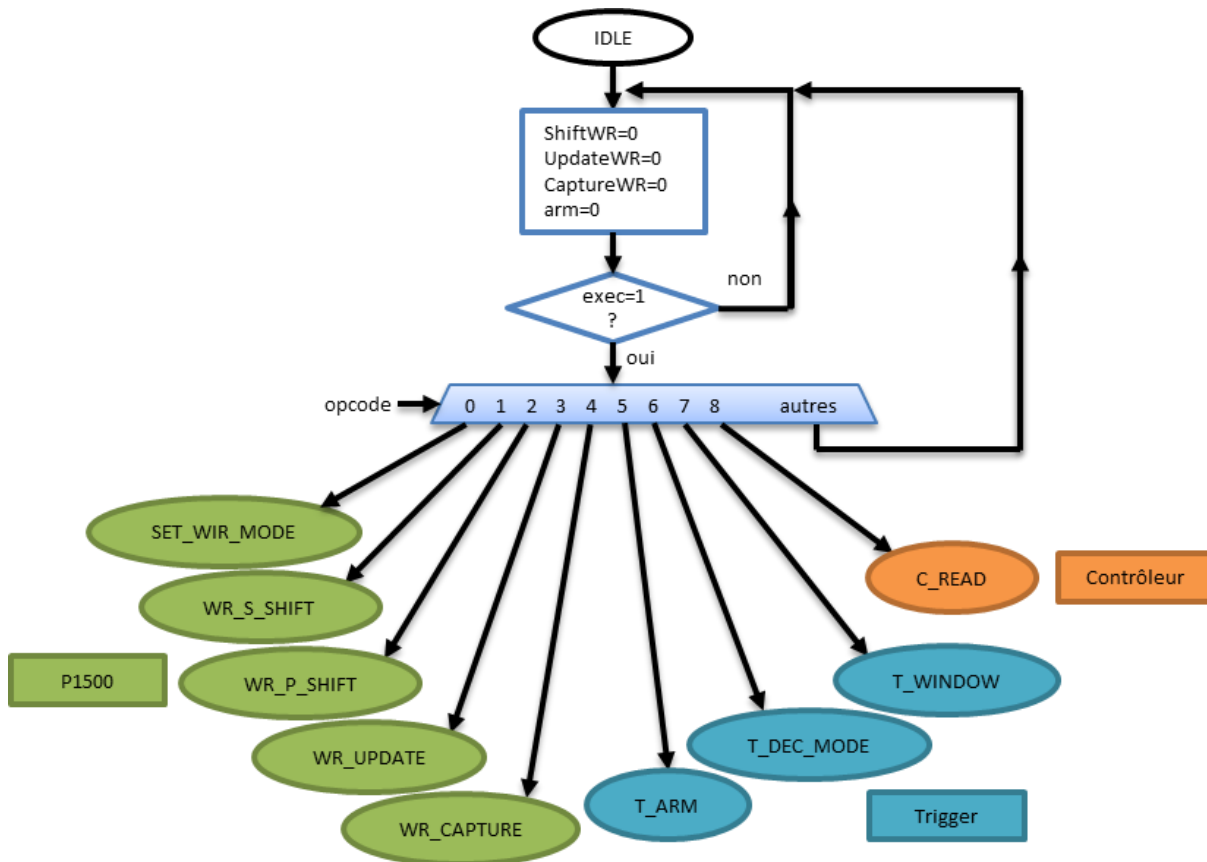 IDLE
ShiftWR=0
UpdateWR=0
CaptureWR=0
arm=0
exec=1
?
non
oui
opcode
0 1 2 3 4 5 6 7 8 autres
SET_WIR_MODE
WR_S_SHIFT
WR_P_SHIFT
WR_UPDATE
WR_CAPTURE
P1500
T_ARM
T_DEC_MODE
T_WINDOW
Trigger
C_READ
Contrôleur